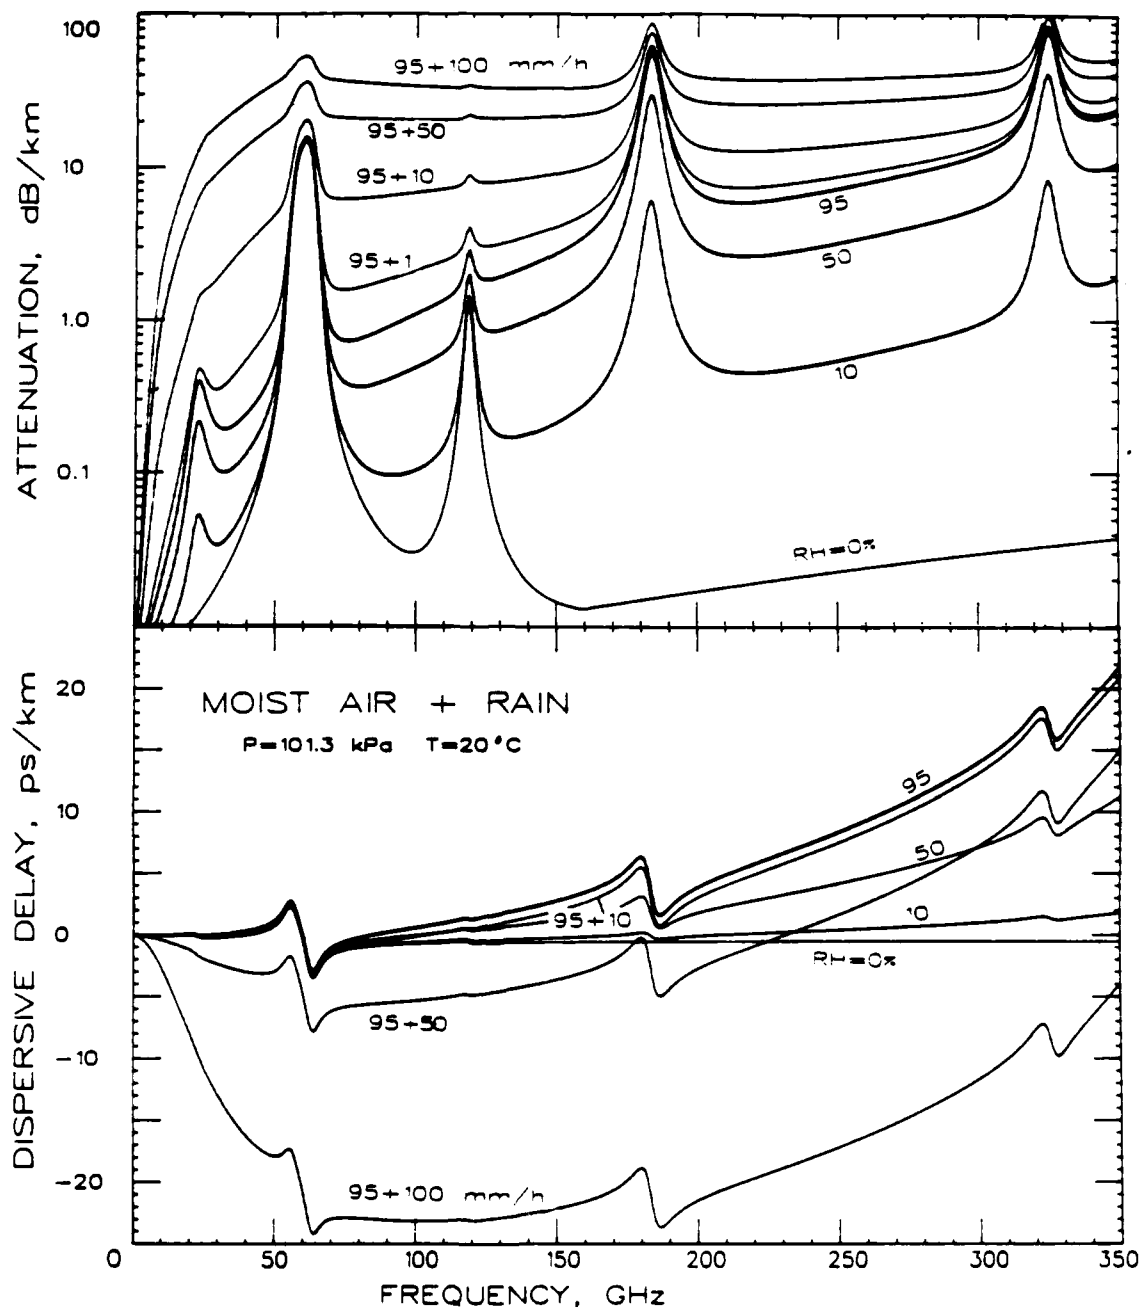 100
10
1.0
0.1
ATTENUATION, dB/km
95+100 mm/h
95+50
95+10
95+1
95
50
10
RH=0%
20
10
0
-10
-20
DISPERSIVE DELAY, ps/km
MOIST AIR + RAIN
P=101.3 kPa T=20°C
95
50
95+10
10
RH=0%
95+50
95+100 mm/h
0 50 100 150 200 250 300 350
FREQUENCY, GHz